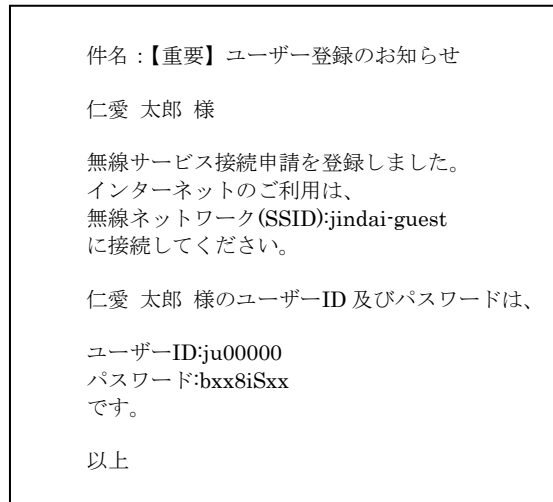 件名:【重要】ユーザー登録のお知らせ
仁愛 太郎 様
無線サービス接続申請を登録しました。
インターネットのご利用は、
無線ネットワーク(SSID):jindai-guest
に接続してください。
仁愛 太郎 様のユーザーID 及びパスワードは、
ユーザーID:ju00000
パスワード:bxx8iSxx
です。
以上